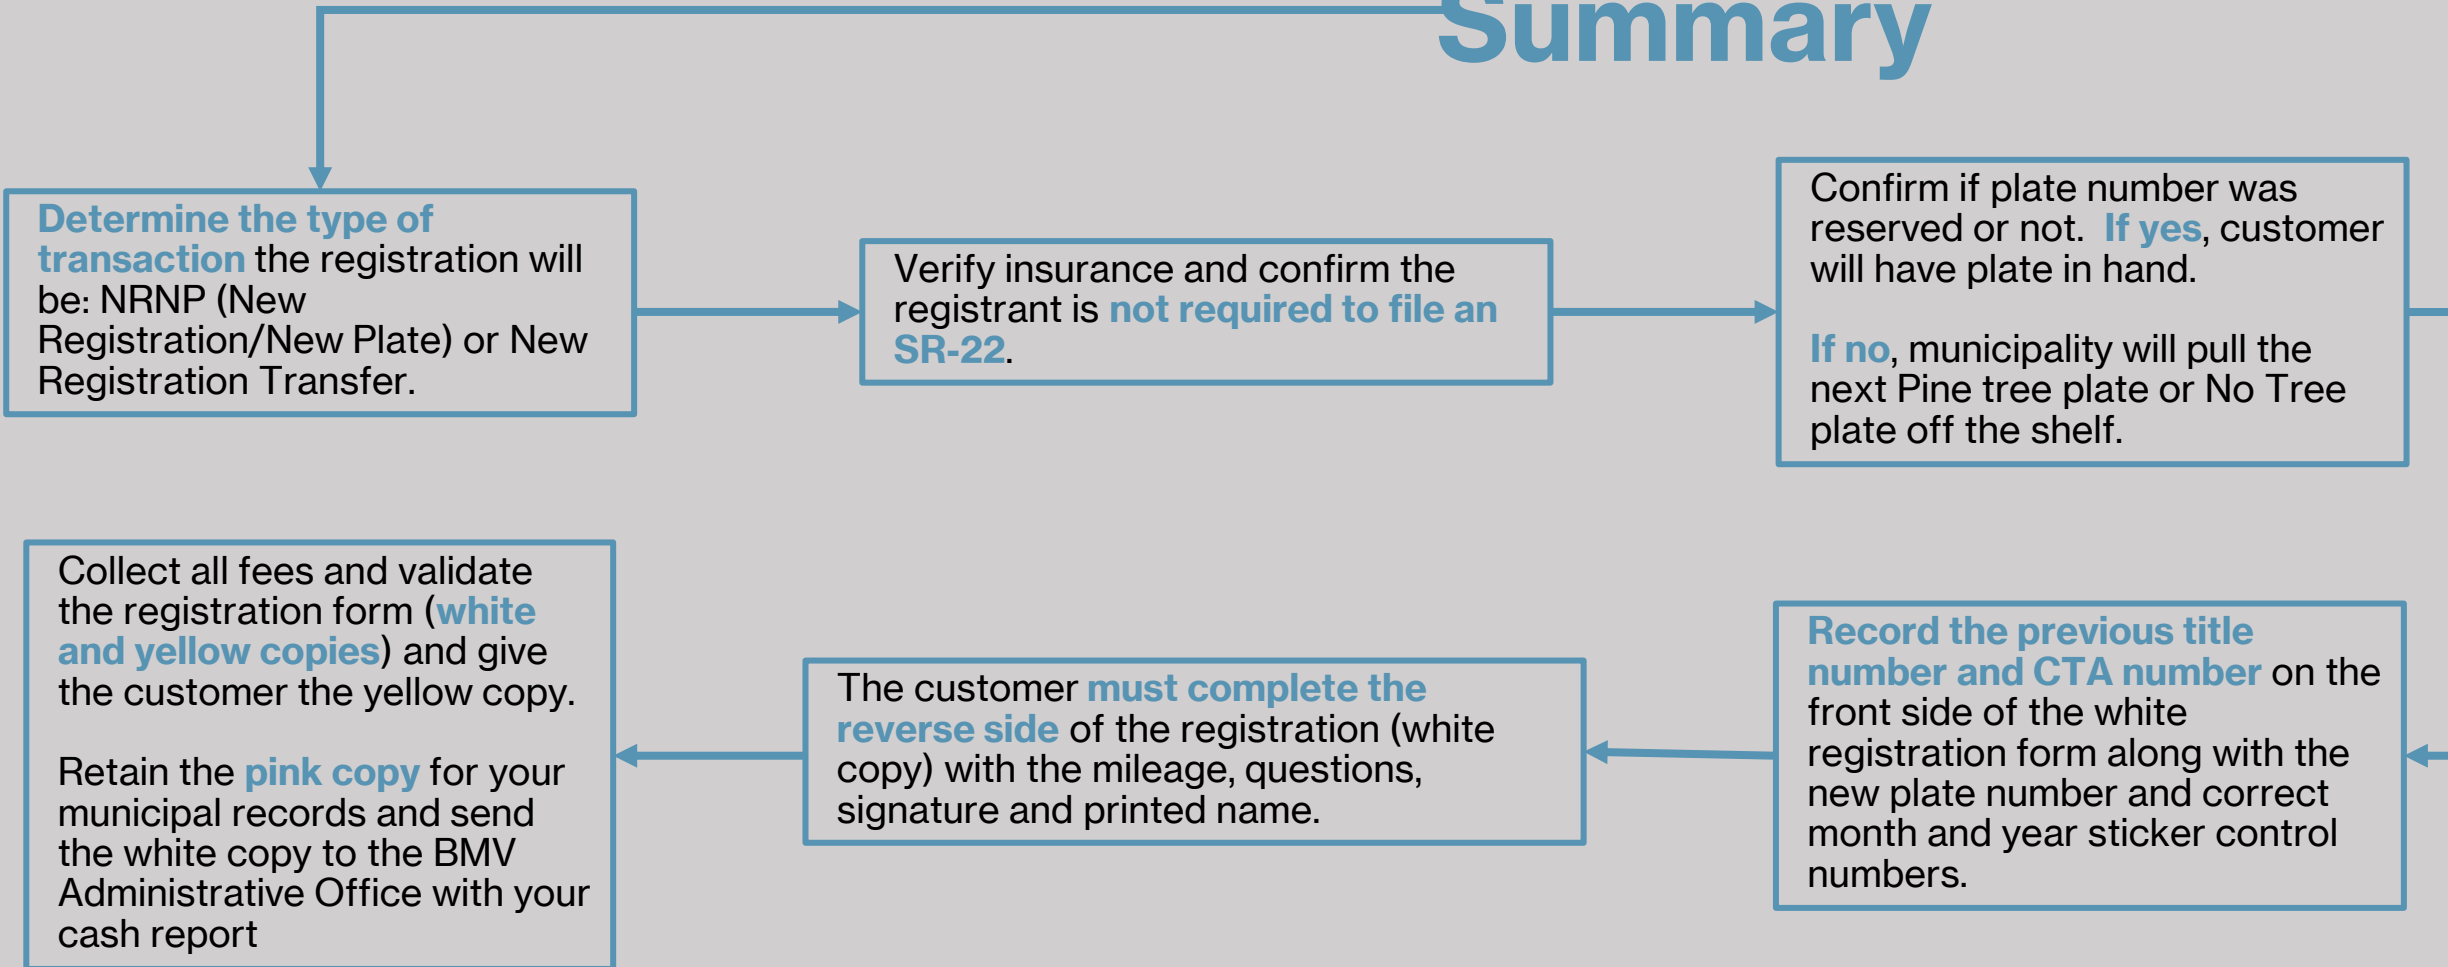 Summary
Determine the type of
transaction the registration will
be: NRNP (New
Registration/New Plate) or New
Registration Transfer.
Verify insurance and confirm the
registrant is not required to file an
SR-22.
Confirm if plate number was
reserved or not.  If yes, customer
will have plate in hand.
If no, municipality will pull the
next Pine tree plate or No Tree
plate off the shelf.
Record the previous title
number and CTA number on the
front side of the white
registration form along with the
new plate number and correct
month and year sticker control
numbers.
The customer must complete the
reverse side of the registration (white
copy) with the mileage, questions,
signature and printed name.
Collect all fees and validate
the registration form (white
and yellow copies) and give
the customer the yellow copy.
Retain the pink copy for your
municipal records and send
the white copy to the BMV
Administrative Office with your
cash report